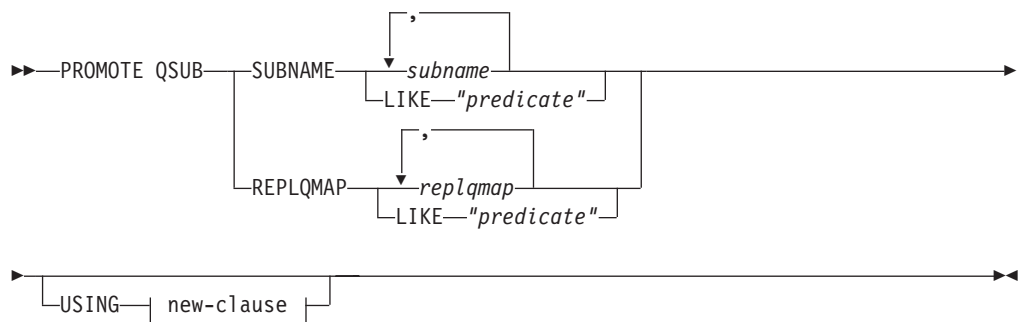 ,
PROMOTE QSUB SUBNAME subname
LIKE "predicate"
,
REPLQMAP replqmap
LIKE "predicate"
USING new-clause